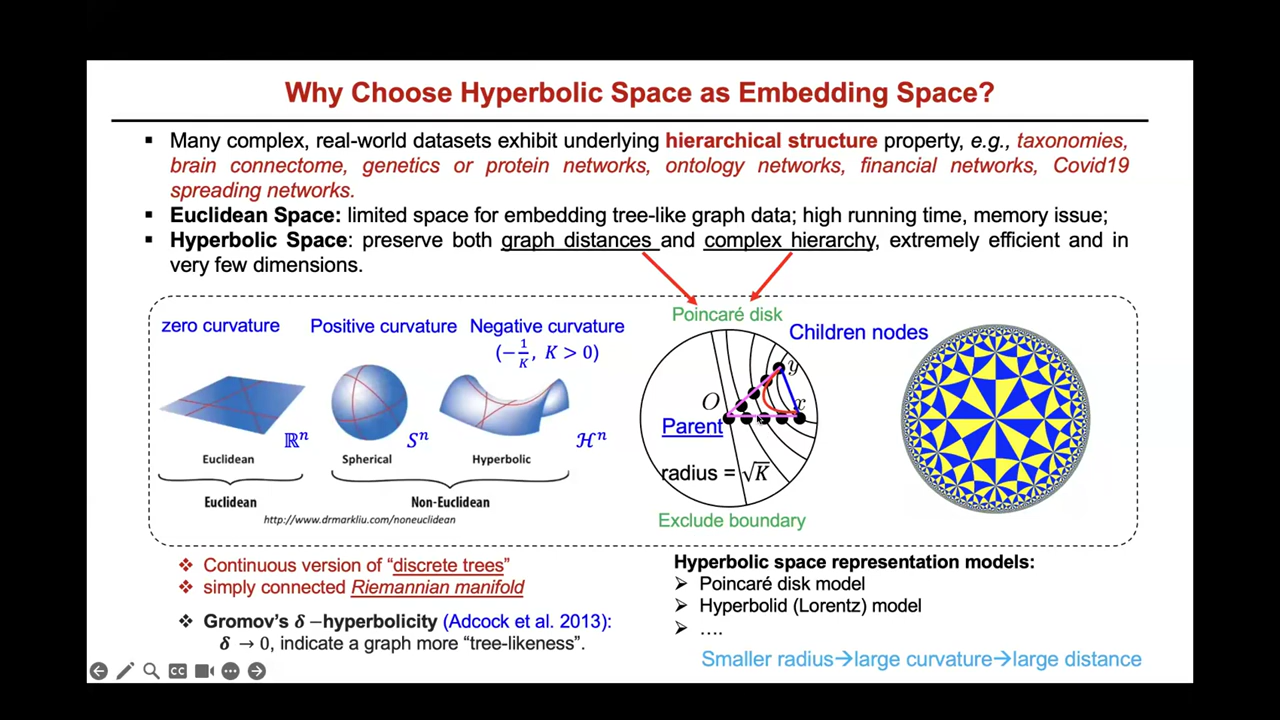 Why Choose Hyperbolic Space as Embedding Space?
▪ Many complex, real-world datasets exhibit underlying hierarchical structure property, e.g., taxonomies,
brain connectome, genetics or protein networks, ontology networks, financial networks, Covid19
spreading networks.
▪ Euclidean Space: limited space for embedding tree-like graph data; high running time, memory issue;
▪ Hyperbolic Space: preserve both graph distances and complex hierarchy, extremely efficient and in
very few dimensions.
zero curvature
Positive curvature
Negative curvature
(−1/K, K > 0)
ℝⁿ
Sⁿ
ℋⁿ
Euclidean
Spherical
Hyperbolic
Euclidean
Non-Euclidean
http://www.drmarkliu.com/noneuclidean
Poincaré disk
Children nodes
y
O
x
Parent
radius = √K
Exclude boundary
❖ Continuous version of “discrete trees”
❖ simply connected Riemannian manifold
❖ Gromov’s δ −hyperbolicity (Adcock et al. 2013):
δ → 0, indicate a graph more “tree-likeness”.
Hyperbolic space representation models:
➢ Poincaré disk model
➢ Hyperbolid (Lorentz) model
➢ ….
Smaller radius→large curvature→large distance
CC